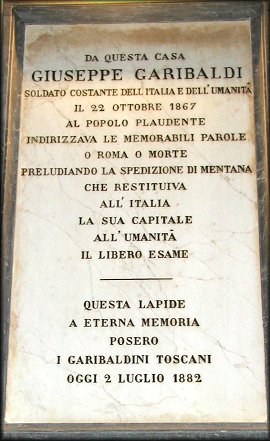 DA QUESTA CASA
GIUSEPPE GARIBALDI
SOLDATO COSTANTE DELL'ITALIA E DELL'UMANITÀ
IL 22 OTTOBRE 1867
AL POPOLO PLAUDENTE
INDIRIZZAVA LE MEMORABILI PAROLE
O ROMA O MORTE
PRELUDIANDO LA SPEDIZIONE DI MENTANA
CHE RESTITUIVA
ALL'ITALIA
LA SUA CAPITALE
ALL'UMANITÀ
IL LIBERO ESAME
QUESTA LAPIDE
A ETERNA MEMORIA
POSERO
I GARIBALDINI TOSCANI
OGGI 2 LUGLIO 1882